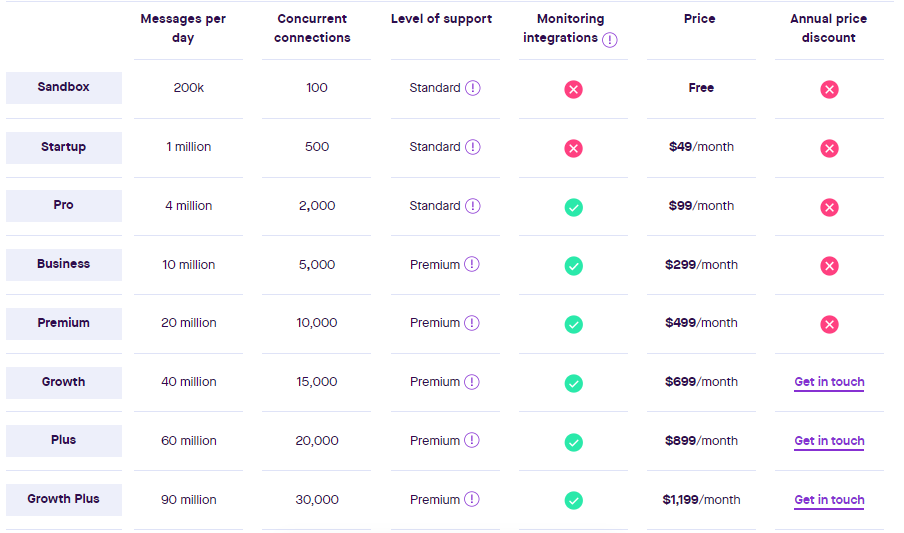 Messages per day Concurrent connections Level of support Monitoring integrations Price Annual price discount
Sandbox 200k 100 Standard Free
Startup 1 million 500 Standard $49/month
Pro 4 million 2,000 Standard $99/month
Business 10 million 5,000 Premium $299/month
Premium 20 million 10,000 Premium $499/month
Growth 40 million 15,000 Premium $699/month Get in touch
Plus 60 million 20,000 Premium $899/month Get in touch
Growth Plus 90 million 30,000 Premium $1,199/month Get in touch